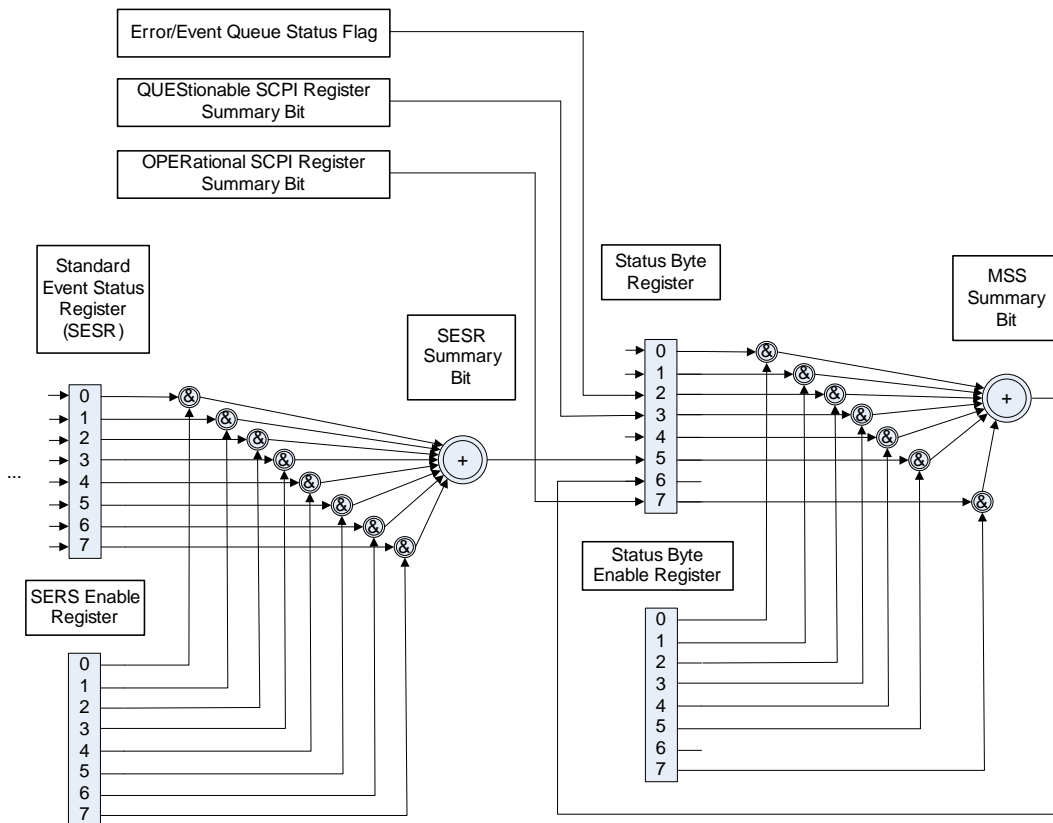 Error/Event Queue Status Flag
QUEStionable SCPI Register
Summary Bit
OPERational SCPI Register
Summary Bit
Standard
Event Status
Register
(SESR)
SESR
Summary
Bit
Status Byte
Register
MSS
Summary
Bit
0
1
2
3
4
5
6
7
&
&
&
&
&
&
&
&
+
...
0
1
2
3
4
5
6
7
&
&
&
&
&
&
&
+
SERS Enable
Register
0
1
2
3
4
5
6
7
Status Byte
Enable Register
0
1
2
3
4
5
6
7